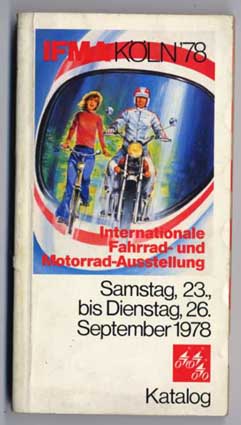 IFMA KÖLN'78
Internationale
Fahrrad- und
Motorrad-Ausstellung
Samstag, 23.,
bis Dienstag, 26.
September 1978
Katalog